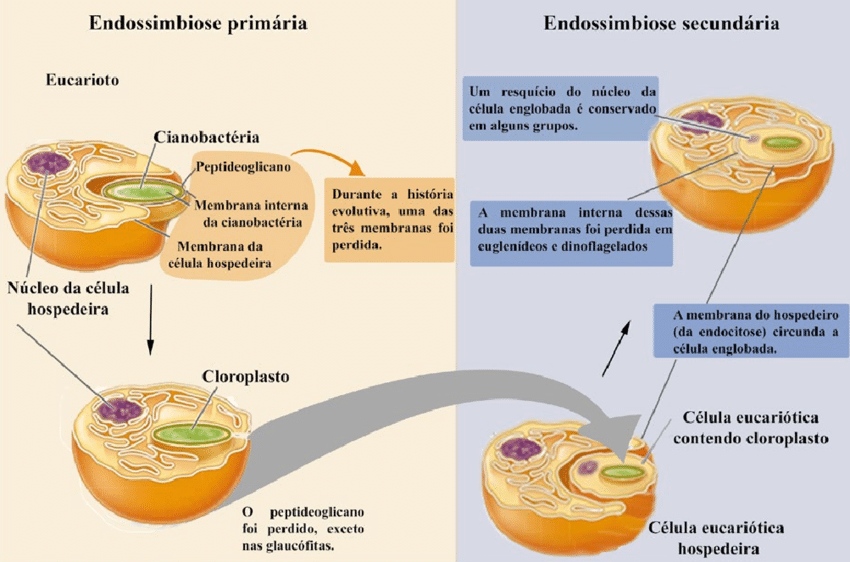 Endossimbiose primária
Eucarioto
Cianobactéria
Peptideoglicano
Membrana interna
da cianobactéria
Membrana da
célula hospedeira
Durante a história
evolutiva, uma das
três membranas foi
perdida.
Núcleo da célula
hospedeira
Cloroplasto
O peptideoglicano
foi perdido, exceto
nas glaucófitas.
Endossimbiose secundária
Um resquício do núcleo da
célula englobada é conservado
em alguns grupos.
A membrana interna dessas
duas membranas foi perdida em
euglenídeos e dinoflagelados
A membrana do hospedeiro
(da endocitose) circunda a
célula englobada.
Célula eucariótica
contendo cloroplasto
Célula eucariótica
hospedeira